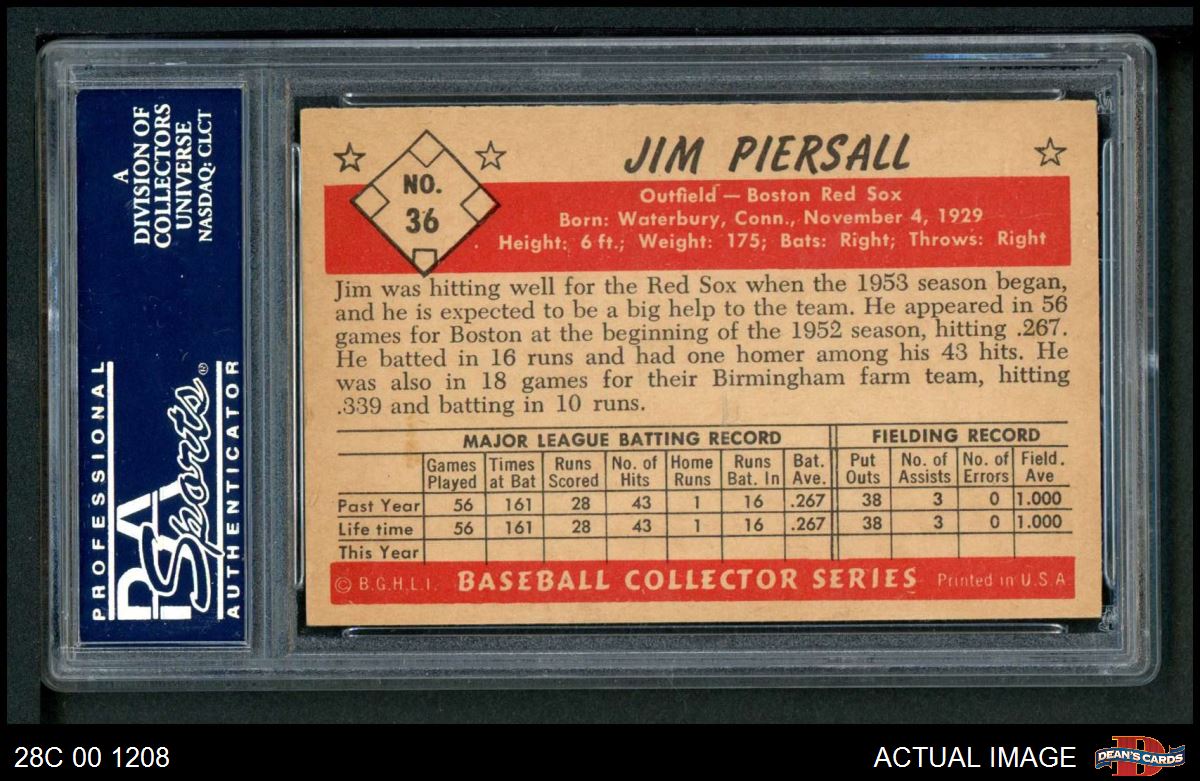 A
DIVISION OF
COLLECTORS
UNIVERSE
NASDAQ: CLCT
PROFESSIONAL
PSA
Sports®
AUTHENTICATOR
NO.
36
JIM PIERSALL
Outfield — Boston Red Sox
Born: Waterbury, Conn., November 4, 1929
Height: 6 ft.; Weight: 175; Bats: Right; Throws: Right
Jim was hitting well for the Red Sox when the 1953 season began,
and he is expected to be a big help to the team. He appeared in 56
games for Boston at the beginning of the 1952 season, hitting .267.
He batted in 16 runs and had one homer among his 43 hits. He
was also in 18 games for their Birmingham farm team, hitting
.339 and batting in 10 runs.
MAJOR LEAGUE BATTING RECORD FIELDING RECORD
Games Times Runs No. of Home Runs Bat. Put No. of No. of Field.
Played at Bat Scored Hits Runs Bat. In Ave. Outs Assists Errors Ave
Past Year 56 161 28 43 1 16 .267 38 3 0 1.000
Life time 56 161 28 43 1 16 .267 38 3 0 1.000
This Year
© B.G.H.L.I. BASEBALL COLLECTOR SERIES Printed in U.S.A.
28C 00 1208 ACTUAL IMAGE D DEAN'S CARDS